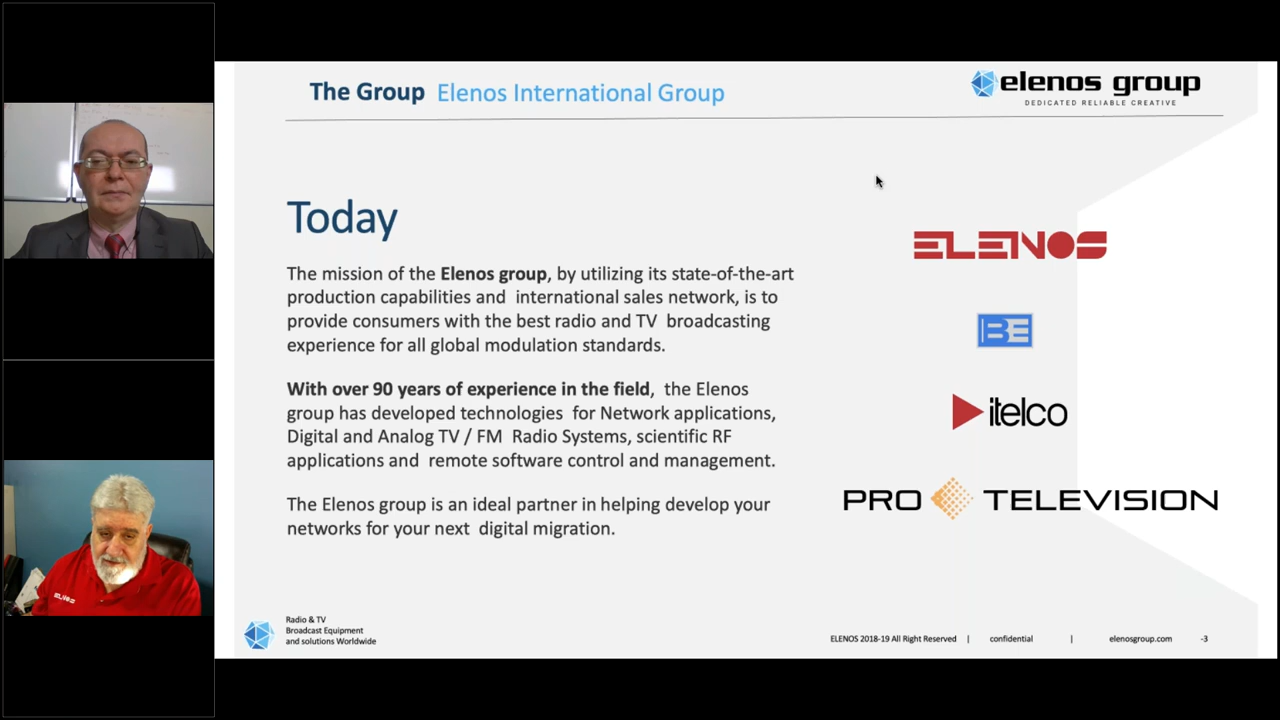 The Group Elenos International Group
elenos group
DEDICATED RELIABLE CREATIVE
Today
The mission of the Elenos group, by utilizing its state-of-the-art
production capabilities and international sales network, is to
provide consumers with the best radio and TV broadcasting
experience for all global modulation standards.
With over 90 years of experience in the field, the Elenos
group has developed technologies for Network applications,
Digital and Analog TV / FM Radio Systems, scientific RF
applications and remote software control and management.
The Elenos group is an ideal partner in helping develop your
networks for your next digital migration.
ELENOS
BE
itelco
PRO TELEVISION
ELENOS
Radio & TV
Broadcast Equipment
and solutions Worldwide
ELENOS 2018-19 All Right Reserved | confidential | elenosgroup.com -3